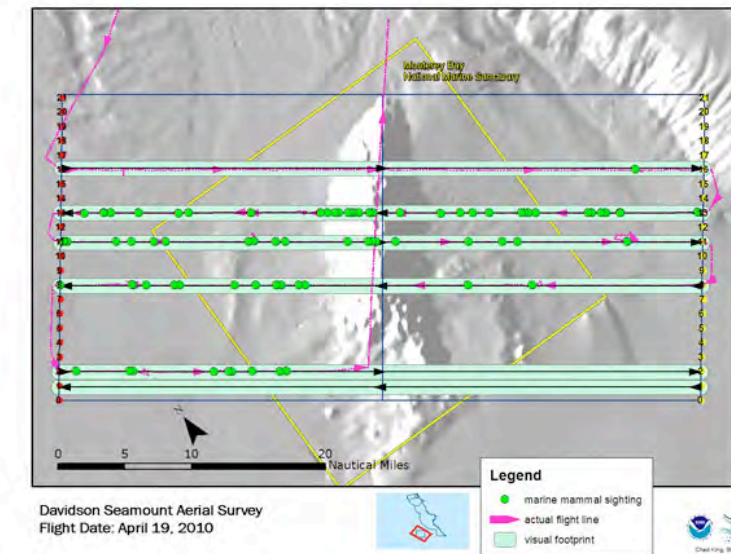 Monterey Bay
National Marine Sanctuary
21 21
20 20
19 19
18 18
17 17
16 16
15 15
14 14
13 13
12 12
11 11
10 10
9 9
8 8
7 7
6 6
5 5
4 4
3 3
2 2
0 0
N
0 5 10 20
Nautical Miles
Legend
marine mammal sighting
actual flight line
visual footprint
Davidson Seamount Aerial Survey
Flight Date: April 19, 2010
Chad King,